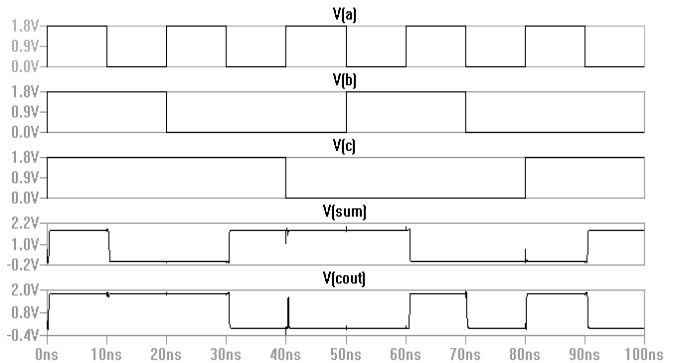 V(a)
1.8V
0.9V
0.0V
V(b)
1.8V
0.9V
0.0V
V(c)
1.8V
0.9V
0.0V
V(sum)
2.2V
1.0V
-0.2V
V(cout)
2.0V
0.8V
-0.4V
0ns 10ns 20ns 30ns 40ns 50ns 60ns 70ns 80ns 90ns 100ns